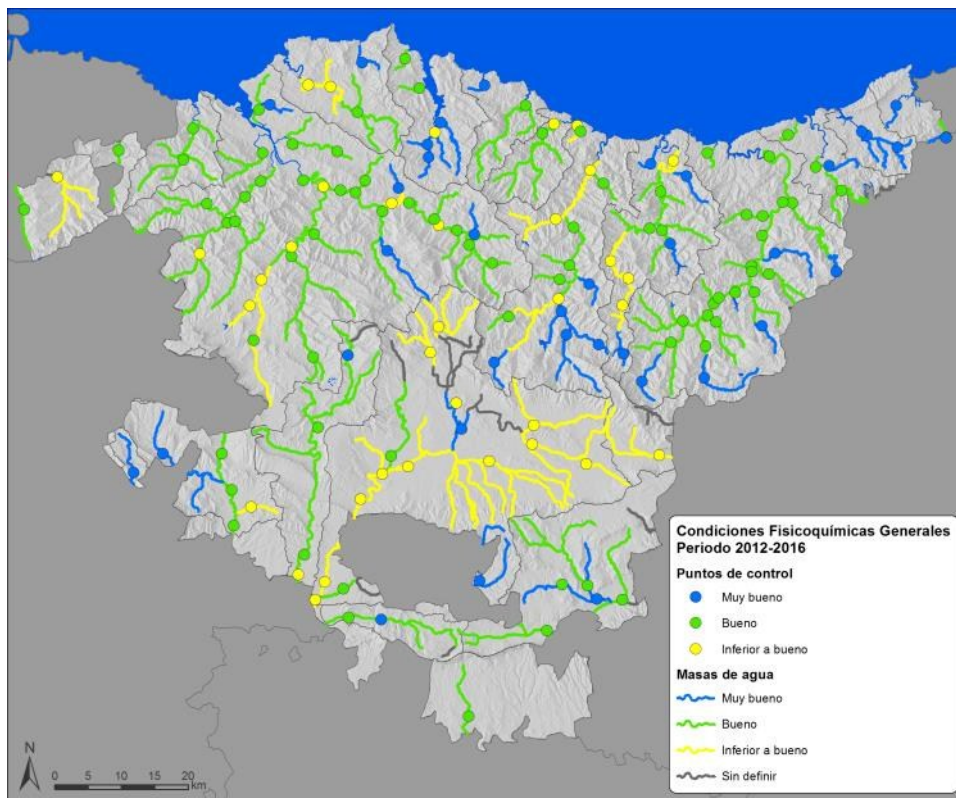 Condiciones Fisicoquímicas Generales
Periodo 2012-2016
Puntos de control
Muy bueno
Bueno
Inferior a bueno
Masas de agua
Muy bueno
Bueno
Inferior a bueno
Sin definir
N
0 5 10 15 20
km